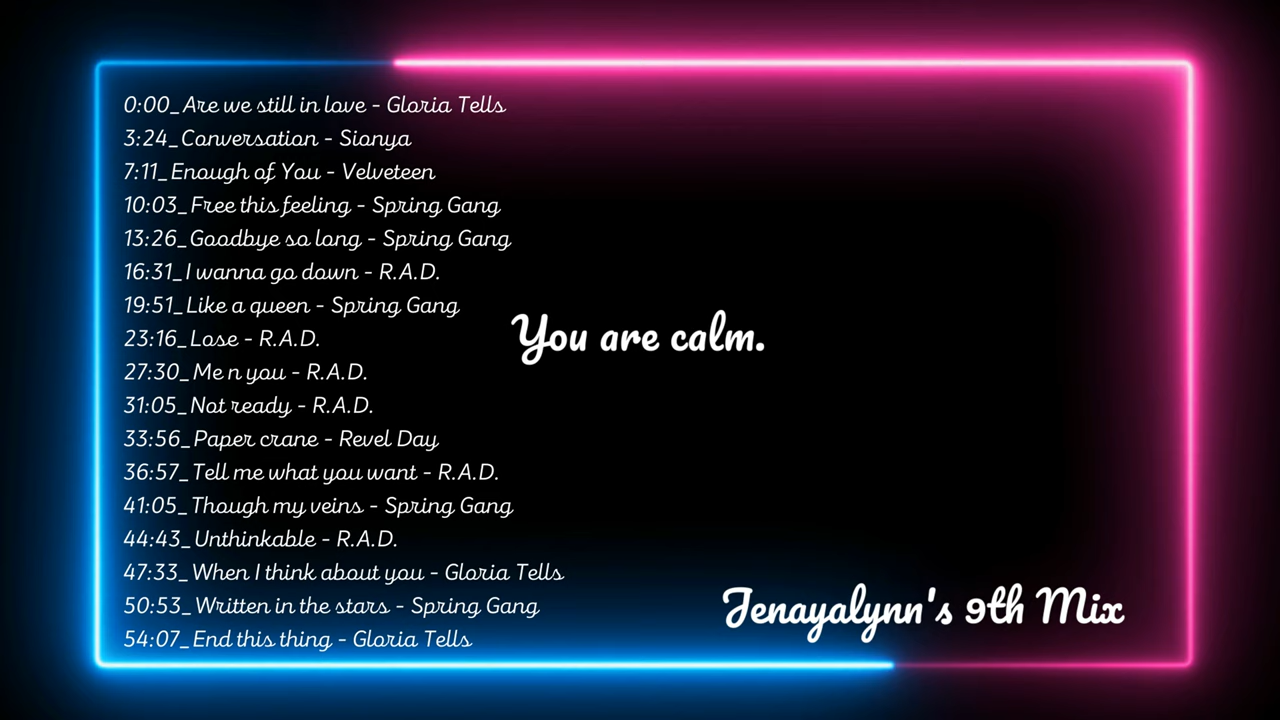 0:00_Are we still in love - Gloria Tells
3:24_Conversation - Sionya
7:11_Enough of You - Velveteen
10:03_Free this feeling - Spring Gang
13:26_Goodbye so long - Spring Gang
16:31_I wanna go down - R.A.D.
19:51_Like a queen - Spring Gang
23:16_Lose - R.A.D.
You are calm.
27:30_Me n you - R.A.D.
31:05_Not ready - R.A.D.
33:56_Paper crane - Revel Day
36:57_Tell me what you want - R.A.D.
41:05_Though my veins - Spring Gang
44:43_Unthinkable - R.A.D.
47:33_When I think about you - Gloria Tells
50:53_Written in the stars - Spring Gang
54:07_End this thing - Gloria Tells
Jenayalynn's 9th Mix